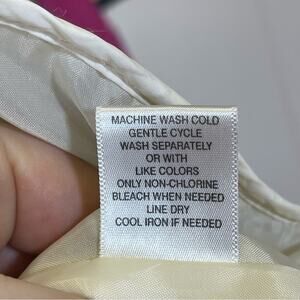 MACHINE WASH COLD
GENTLE CYCLE
WASH SEPARATELY
OR WITH
LIKE COLORS
ONLY NON-CHLORINE
BLEACH WHEN NEEDED
LINE DRY
COOL IRON IF NEEDED